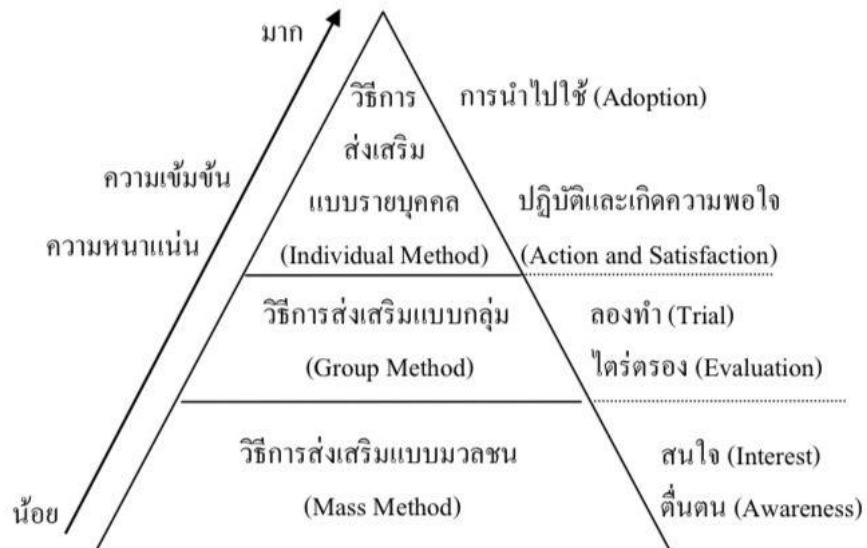 มาก
วิธีการ การนำไปใช้ (Adoption)
ส่งเสริม
ความเข้มข้น แบบรายบุคคล ปฏิบัติและเกิดความพอใจ
ความหนาแน่น (Individual Method) (Action and Satisfaction)
วิธีการส่งเสริมแบบกลุ่ม ลองทำ (Trial)
(Group Method) ไตร่ตรอง (Evaluation)
วิธีการส่งเสริมแบบมวลชน สนใจ (Interest)
น้อย (Mass Method) ตื่นตน (Awareness)